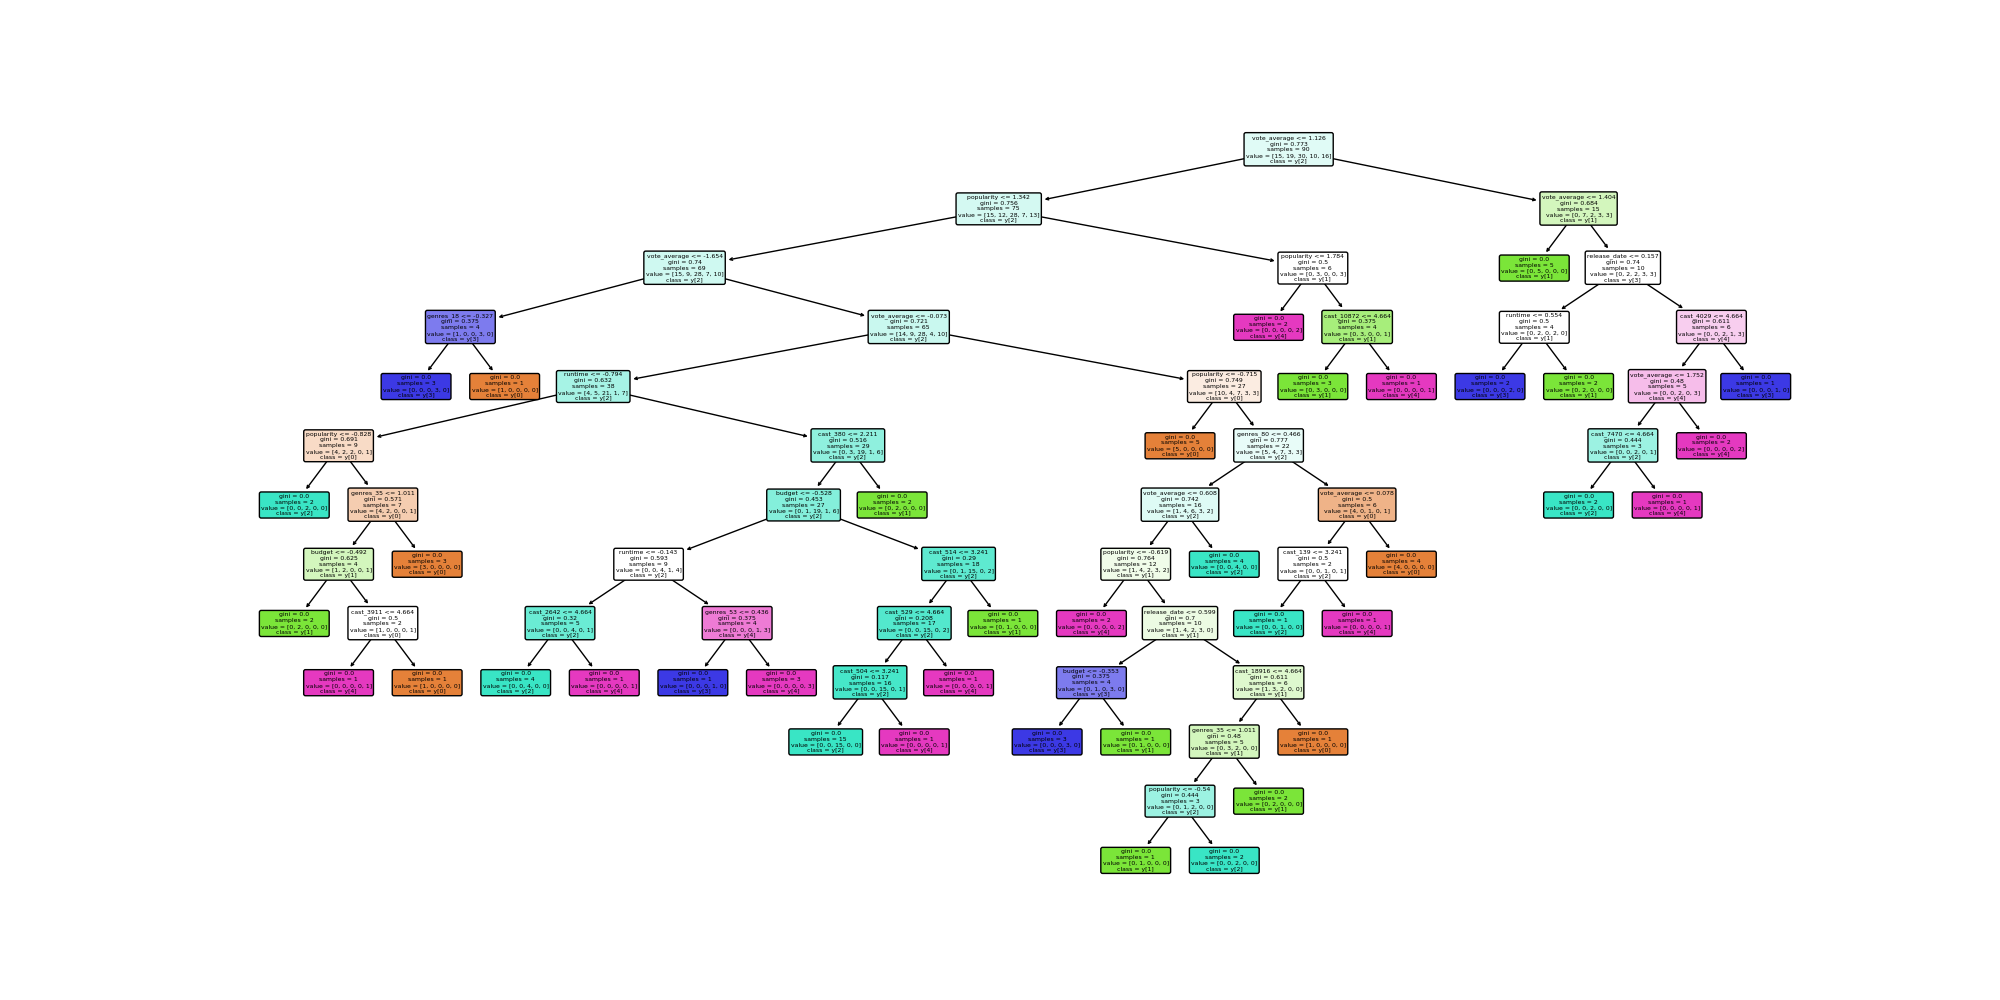 vote_average <= 1.126
gini = 0.773
samples = 90
value = [15, 19, 30, 10, 16]
class = y[2]
popularity <= 1.342
gini = 0.756
samples = 75
value = [15, 12, 28, 7, 13]
class = y[2]
vote_average <= 1.404
gini = 0.684
samples = 15
value = [0, 7, 2, 3, 3]
class = y[1]
vote_average <= -1.654
gini = 0.74
samples = 69
value = [15, 9, 28, 7, 10]
class = y[2]
popularity <= 1.784
gini = 0.5
samples = 6
value = [0, 3, 0, 0, 3]
class = y[1]
gini = 0.0
samples = 5
value = [0, 5, 0, 0, 0]
class = y[1]
release_date <= 0.157
gini = 0.74
samples = 10
value = [0, 2, 2, 3, 3]
class = y[3]
genres_18 <= -0.327
gini = 0.375
samples = 4
value = [1, 0, 0, 3, 0]
class = y[3]
vote_average <= -0.073
gini = 0.721
samples = 65
value = [14, 9, 28, 4, 10]
class = y[2]
gini = 0.0
samples = 2
value = [0, 0, 0, 0, 2]
class = y[4]
cast_10872 <= 4.664
gini = 0.375
samples = 4
value = [0, 3, 0, 0, 1]
class = y[1]
runtime <= 0.554
gini = 0.5
samples = 4
value = [0, 2, 0, 2, 0]
class = y[1]
cast_4029 <= 4.664
gini = 0.611
samples = 6
value = [0, 0, 2, 1, 3]
class = y[4]
gini = 0.0
samples = 3
value = [0, 0, 0, 3, 0]
class = y[3]
gini = 0.0
samples = 1
value = [1, 0, 0, 0, 0]
class = y[0]
runtime <= -0.794
gini = 0.632
samples = 38
value = [4, 5, 21, 1, 7]
class = y[2]
popularity <= -0.715
gini = 0.749
samples = 27
value = [10, 4, 7, 3, 3]
class = y[0]
gini = 0.0
samples = 3
value = [0, 3, 0, 0, 0]
class = y[1]
gini = 0.0
samples = 1
value = [0, 0, 0, 0, 1]
class = y[4]
gini = 0.0
samples = 2
value = [0, 0, 0, 2, 0]
class = y[3]
gini = 0.0
samples = 2
value = [0, 2, 0, 0, 0]
class = y[1]
vote_average <= 1.752
gini = 0.48
samples = 5
value = [0, 0, 2, 0, 3]
class = y[4]
gini = 0.0
samples = 1
value = [0, 0, 0, 1, 0]
class = y[3]
popularity <= -0.828
gini = 0.691
samples = 9
value = [4, 2, 2, 0, 1]
class = y[0]
cast_380 <= 2.211
gini = 0.516
samples = 29
value = [0, 3, 19, 1, 6]
class = y[2]
gini = 0.0
samples = 5
value = [5, 0, 0, 0, 0]
class = y[0]
genres_80 <= 0.466
gini = 0.777
samples = 22
value = [5, 4, 7, 3, 3]
class = y[2]
cast_7470 <= 4.664
gini = 0.444
samples = 3
value = [0, 0, 2, 0, 1]
class = y[2]
gini = 0.0
samples = 2
value = [0, 0, 0, 0, 2]
class = y[4]
gini = 0.0
samples = 2
value = [0, 0, 2, 0, 0]
class = y[2]
genres_35 <= 1.011
gini = 0.571
samples = 7
value = [4, 2, 0, 0, 1]
class = y[0]
budget <= -0.528
gini = 0.453
samples = 27
value = [0, 1, 19, 1, 6]
class = y[2]
gini = 0.0
samples = 2
value = [0, 2, 0, 0, 0]
class = y[1]
vote_average <= 0.608
gini = 0.742
samples = 16
value = [1, 4, 6, 3, 2]
class = y[2]
vote_average <= 0.078
gini = 0.5
samples = 6
value = [4, 0, 1, 0, 1]
class = y[0]
gini = 0.0
samples = 2
value = [0, 0, 2, 0, 0]
class = y[2]
gini = 0.0
samples = 1
value = [0, 0, 0, 0, 1]
class = y[4]
budget <= -0.492
gini = 0.625
samples = 4
value = [1, 2, 0, 0, 1]
class = y[1]
gini = 0.0
samples = 3
value = [3, 0, 0, 0, 0]
class = y[0]
runtime <= -0.143
gini = 0.593
samples = 9
value = [0, 0, 4, 1, 4]
class = y[2]
cast_514 <= 3.241
gini = 0.29
samples = 18
value = [0, 1, 15, 0, 2]
class = y[2]
popularity <= -0.619
gini = 0.764
samples = 12
value = [1, 4, 2, 3, 2]
class = y[1]
gini = 0.0
samples = 4
value = [0, 0, 4, 0, 0]
class = y[2]
cast_139 <= 3.241
gini = 0.5
samples = 2
value = [0, 0, 1, 0, 1]
class = y[2]
gini = 0.0
samples = 4
value = [4, 0, 0, 0, 0]
class = y[0]
gini = 0.0
samples = 2
value = [0, 2, 0, 0, 0]
class = y[1]
cast_3911 <= 4.664
gini = 0.5
samples = 2
value = [1, 0, 0, 0, 1]
class = y[0]
cast_2642 <= 4.664
gini = 0.32
samples = 5
value = [0, 0, 4, 0, 1]
class = y[2]
genres_53 <= 0.436
gini = 0.375
samples = 4
value = [0, 0, 0, 1, 3]
class = y[4]
cast_529 <= 4.664
gini = 0.208
samples = 17
value = [0, 0, 15, 0, 2]
class = y[2]
gini = 0.0
samples = 1
value = [0, 1, 0, 0, 0]
class = y[1]
gini = 0.0
samples = 2
value = [0, 0, 0, 0, 2]
class = y[4]
release_date <= 0.599
gini = 0.7
samples = 10
value = [1, 4, 2, 3, 0]
class = y[1]
gini = 0.0
samples = 1
value = [0, 0, 1, 0, 0]
class = y[2]
gini = 0.0
samples = 1
value = [0, 0, 0, 0, 1]
class = y[4]
gini = 0.0
samples = 1
value = [0, 0, 0, 0, 1]
class = y[4]
gini = 0.0
samples = 1
value = [1, 0, 0, 0, 0]
class = y[0]
gini = 0.0
samples = 4
value = [0, 0, 4, 0, 0]
class = y[2]
gini = 0.0
samples = 1
value = [0, 0, 0, 0, 1]
class = y[4]
gini = 0.0
samples = 1
value = [0, 0, 0, 1, 0]
class = y[3]
gini = 0.0
samples = 3
value = [0, 0, 0, 0, 3]
class = y[4]
cast_504 <= 3.241
gini = 0.117
samples = 16
value = [0, 0, 15, 0, 1]
class = y[2]
gini = 0.0
samples = 1
value = [0, 0, 0, 0, 1]
class = y[4]
budget <= -0.353
gini = 0.375
samples = 4
value = [0, 1, 0, 3, 0]
class = y[3]
cast_18916 <= 4.664
gini = 0.611
samples = 6
value = [1, 3, 2, 0, 0]
class = y[1]
gini = 0.0
samples = 15
value = [0, 0, 15, 0, 0]
class = y[2]
gini = 0.0
samples = 1
value = [0, 0, 0, 0, 1]
class = y[4]
gini = 0.0
samples = 3
value = [0, 0, 0, 3, 0]
class = y[3]
gini = 0.0
samples = 1
value = [0, 1, 0, 0, 0]
class = y[1]
genres_35 <= 1.011
gini = 0.48
samples = 5
value = [0, 3, 2, 0, 0]
class = y[1]
gini = 0.0
samples = 1
value = [1, 0, 0, 0, 0]
class = y[0]
popularity <= -0.54
gini = 0.444
samples = 3
value = [0, 1, 2, 0, 0]
class = y[2]
gini = 0.0
samples = 2
value = [0, 2, 0, 0, 0]
class = y[1]
gini = 0.0
samples = 1
value = [0, 1, 0, 0, 0]
class = y[1]
gini = 0.0
samples = 2
value = [0, 0, 2, 0, 0]
class = y[2]